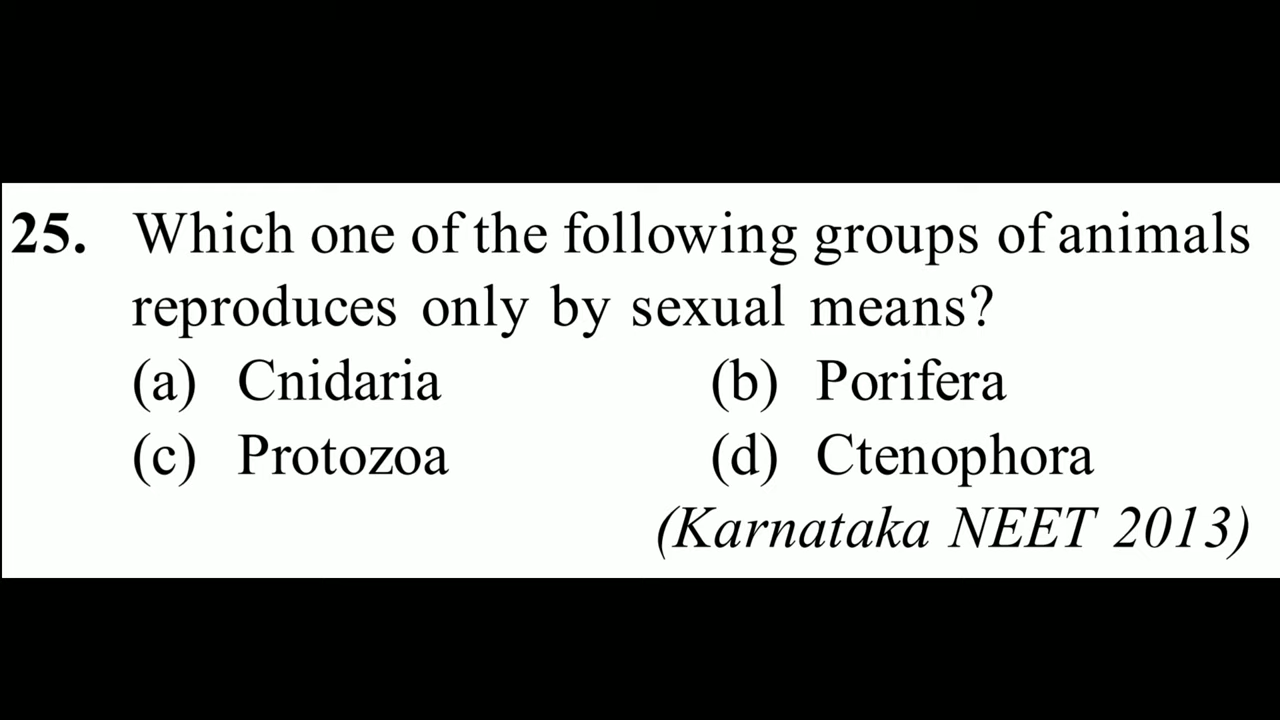 25. Which one of the following groups of animals
reproduces only by sexual means?
(a) Cnidaria (b) Porifera
(c) Protozoa (d) Ctenophora
(Karnataka NEET 2013)